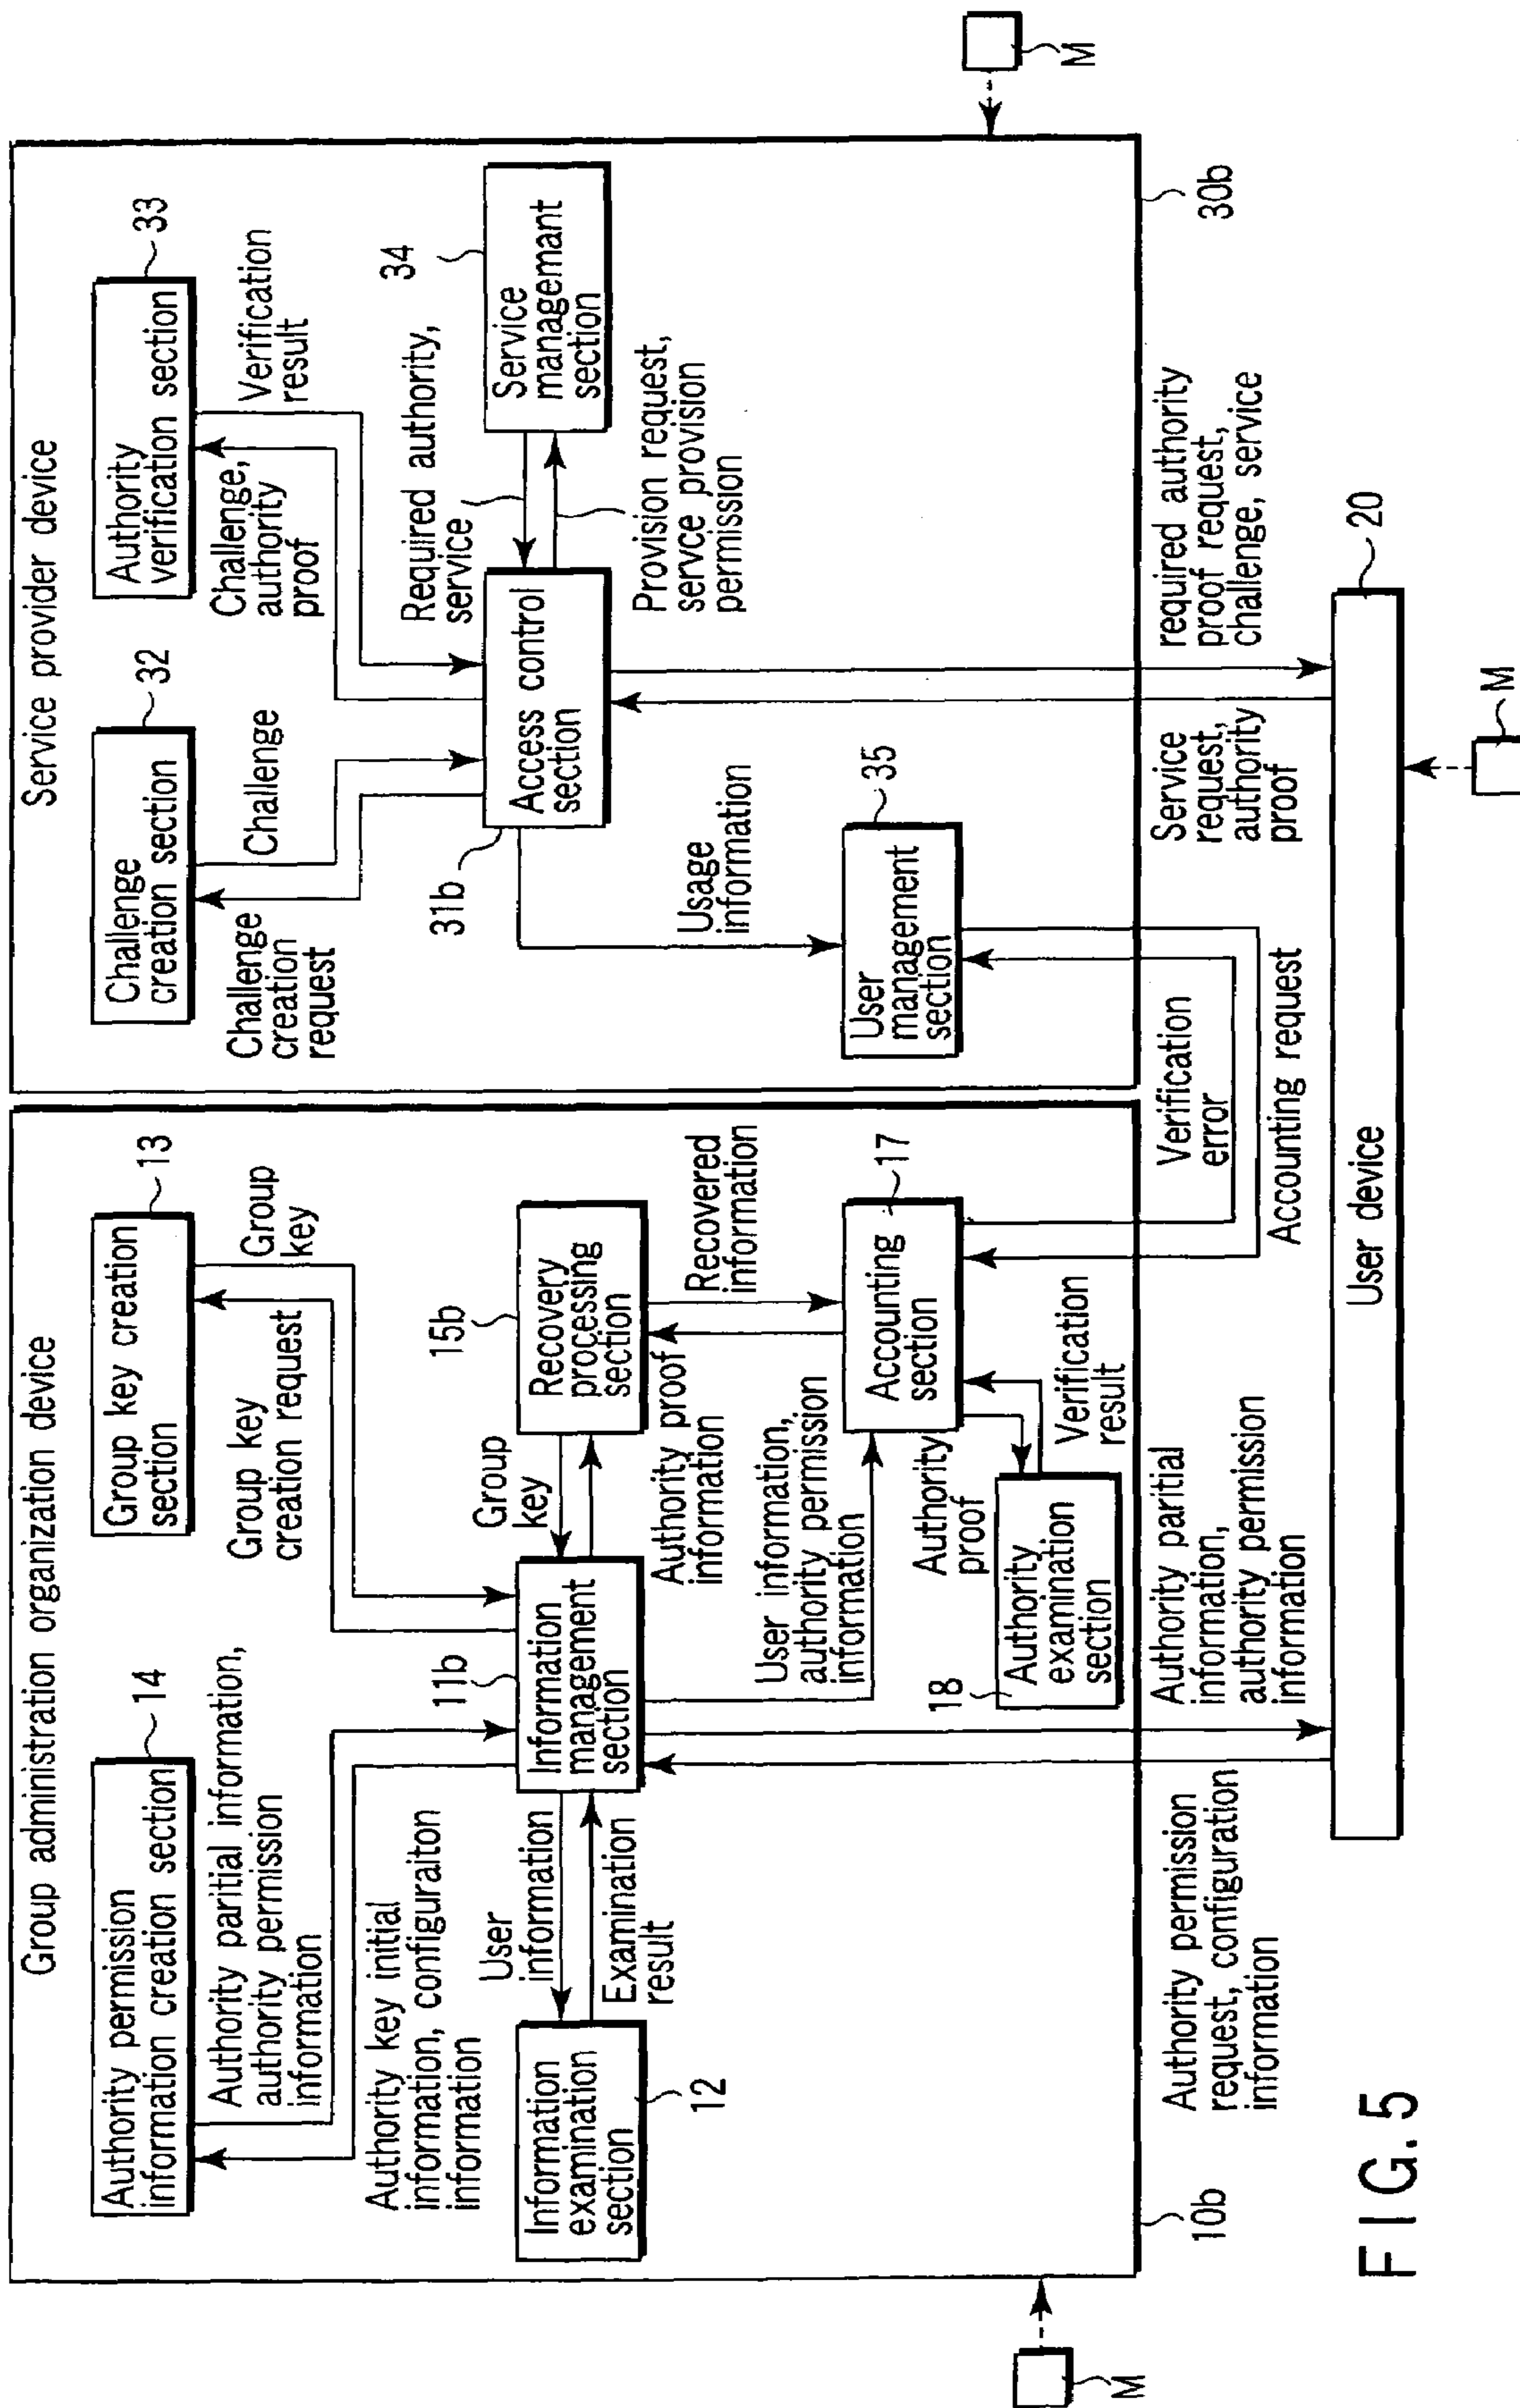 Group administration organization device
Authority permission
information creation section
14
Authority paritial information,
authority permission
information
Authority key initial
information, configuraiton
information
Group key creation
section
13
Group
key
Group key
creation request
User
information
Examination
result
Information
examination
section
12
11b
Information
management
section
Group
key
Authority proof
information
15b
Recovery
processing
section
Recovered
information
User information,
authority permission
information
Accounting
section
17
Authority
proof
Verification
result
18
Authority
examination
section
10b
M
Service provider device
Challenge
creation section
32
Challenge
Challenge
creation
request
Authority
verification section
33
Verification
result
Challenge,
authority
proof
Required authority,
service
34
Service
managemant
section
Provision request,
servce provision
permission
31b
Access control
section
Usage
information
User
management
section
35
30b
M
Verification
error
Accounting request
Authority permission
request, configuration
information
Authority paritial
information,
authority permission
information
Service
request,
authority
proof
required authority
proof request,
challenge, service
User device
20
M
FIG. 5